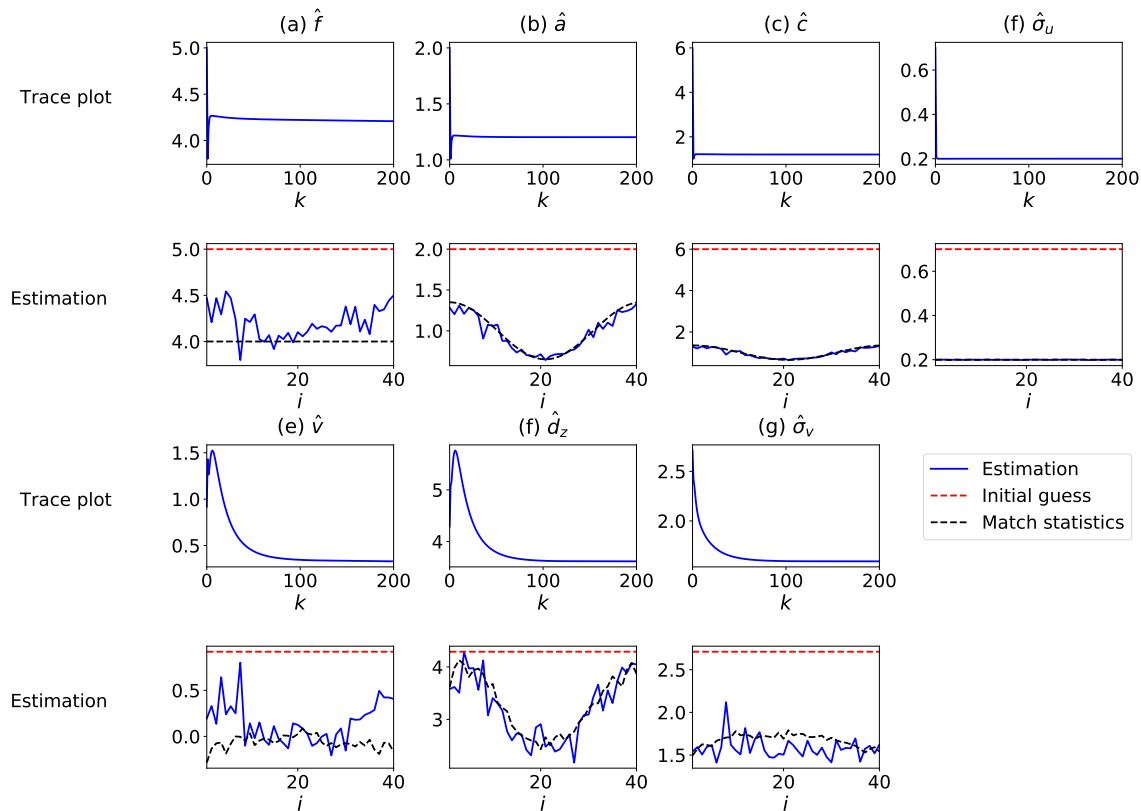 (a) f̂ (b) â (c) ĉ (f) σ̂ᵤ
Trace plot
5.0 4.5 4.0
2.0 1.5 1.0
6 4 2
0.6 0.4 0.2
0 100 200 0 100 200 0 100 200 0 100 200
k k k k
Estimation
5.0 4.5 4.0
2.0 1.5 1.0
6 4 2
0.6 0.4 0.2
20 40 20 40 20 40 20 40
i i i i
(e) v̂ (f) d̂_z (g) σ̂ᵥ
Trace plot
1.5 1.0 0.5
5 4
2.5 2.0
0 100 200 0 100 200 0 100 200
k k k
Estimation
Initial guess
Match statistics
Estimation
0.5 0.0
4 3
2.5 2.0 1.5
20 40 20 40 20 40
i i i